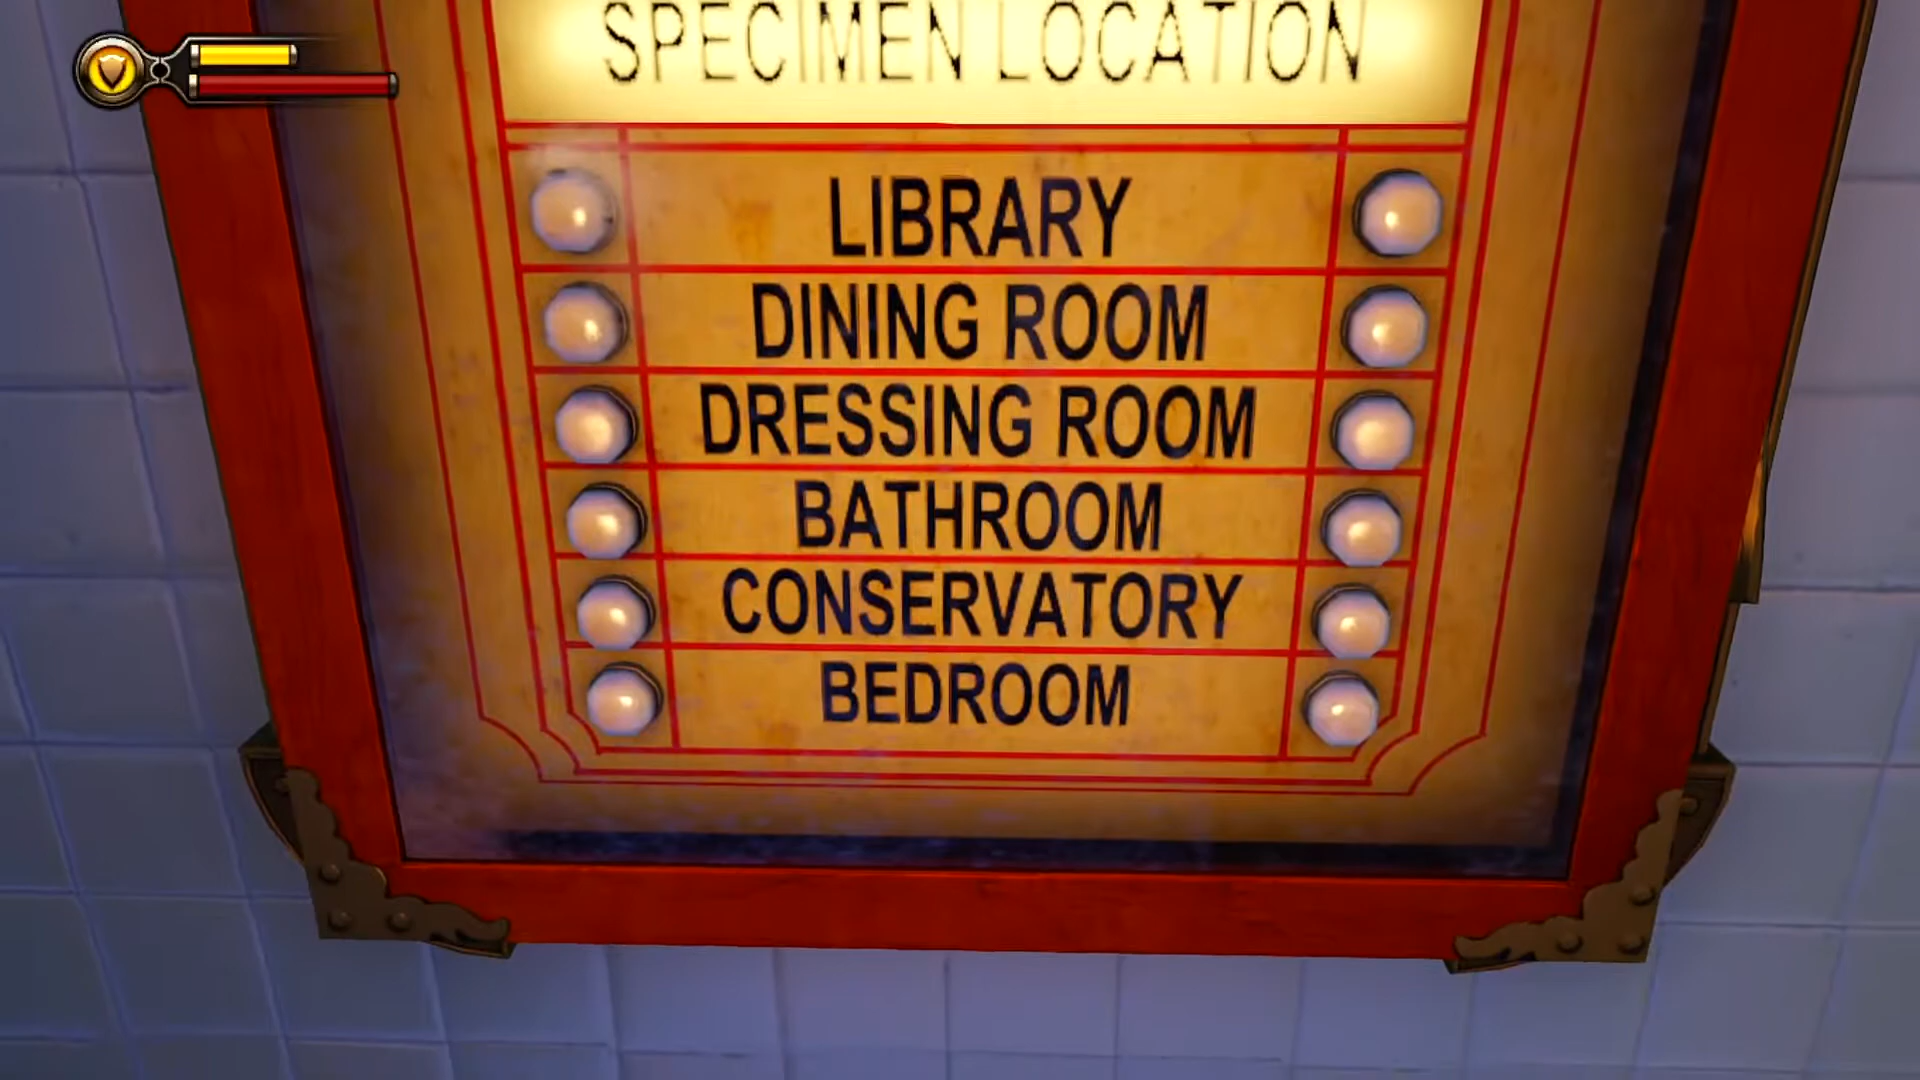 SPECIMEN LOCATION
LIBRARY
DINING ROOM
DRESSING ROOM
BATHROOM
CONSERVATORY
BEDROOM